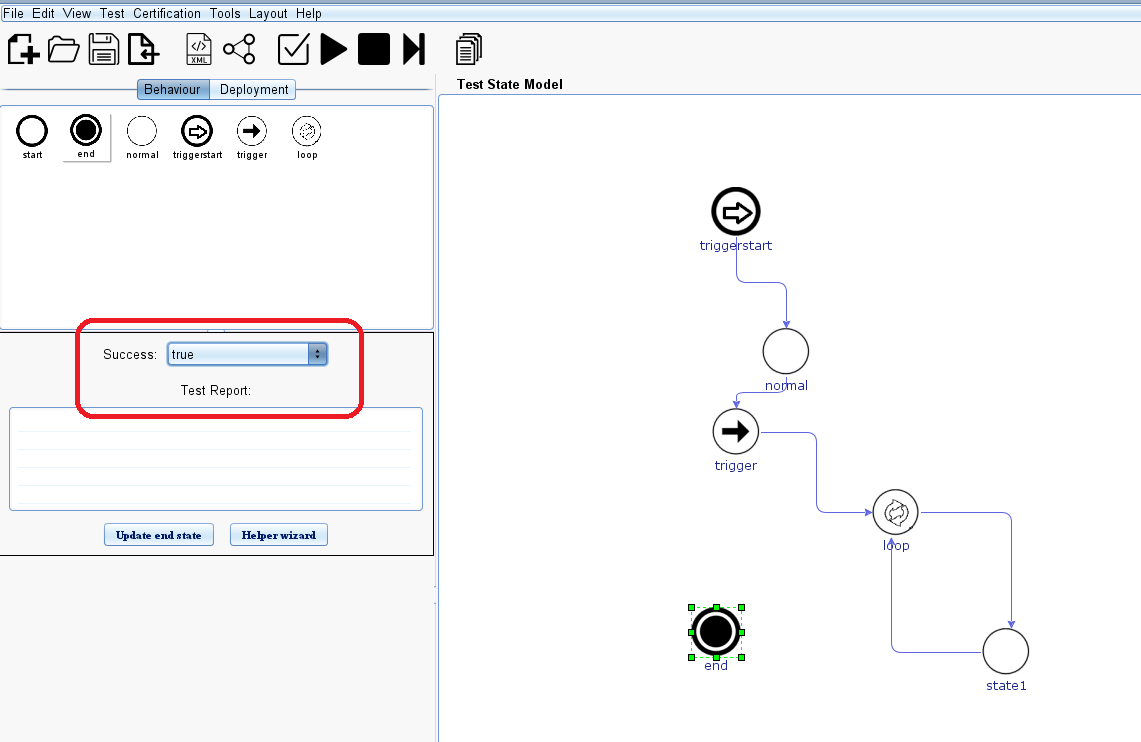 File Edit View Test Certification Tools Layout Help
XML
Behaviour Deployment
Test State Model
start end normal triggerstart trigger loop
Success: true
Test Report:
Update end state Helper wizard
triggerstart
normal
trigger
loop
end
state1